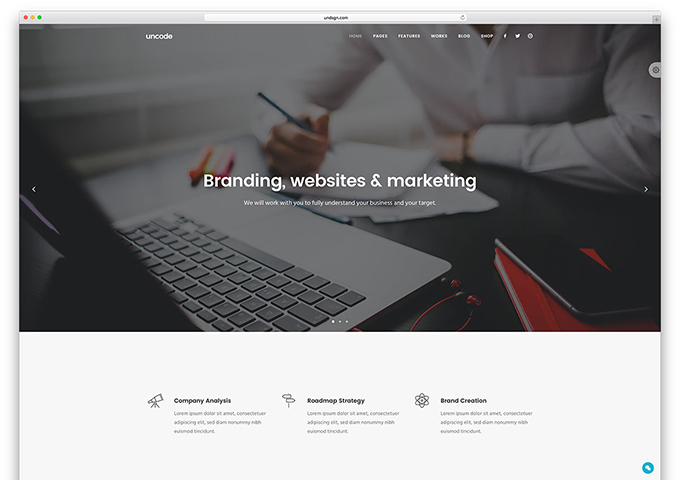 undsgn.com
uncode
HOME PAGES FEATURES WORKS BLOG SHOP
Branding, websites & marketing
We will work with you to fully understand your business and your target.
Company Analysis
Lorem ipsum dolor sit amet, consectetuer
adipiscing elit, sed diam nonummy nibh
euismod tincidunt.
Roadmap Strategy
Lorem ipsum dolor sit amet, consectetuer
adipiscing elit, sed diam nonummy nibh
euismod tincidunt.
Brand Creation
Lorem ipsum dolor sit amet, consectetuer
adipiscing elit, sed diam nonummy nibh
euismod tincidunt.